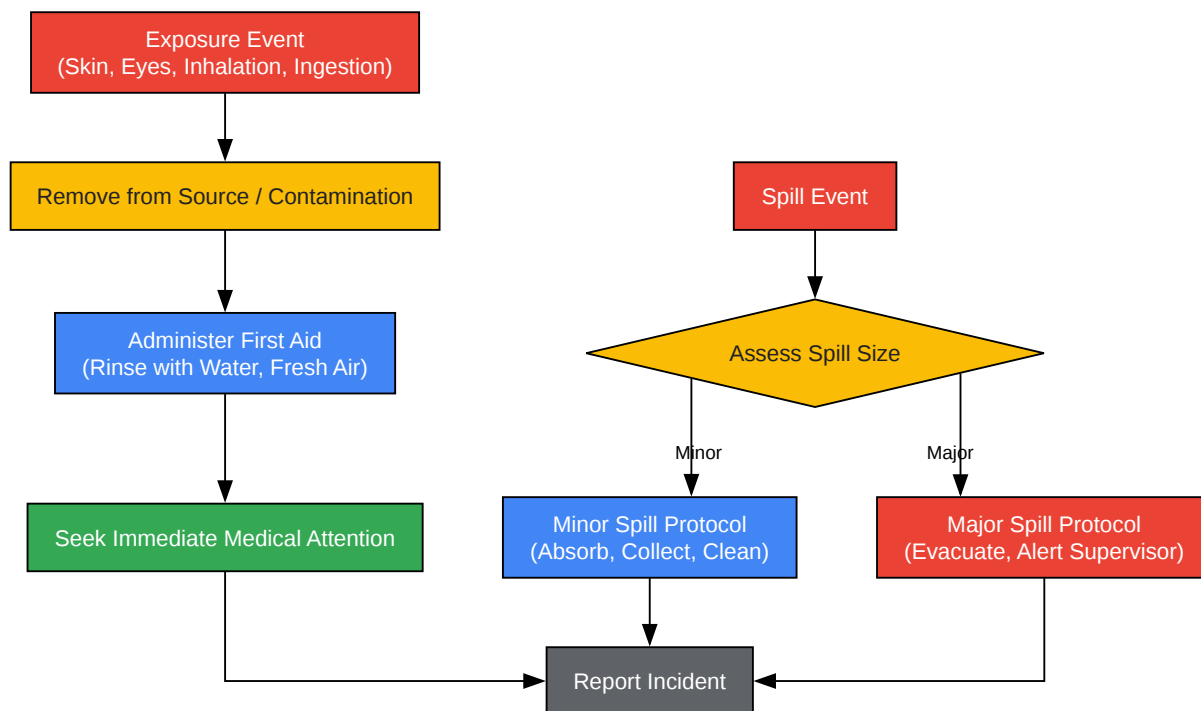 Exposure Event
(Skin, Eyes, Inhalation, Ingestion)
Remove from Source / Contamination
Administer First Aid
(Rinse with Water, Fresh Air)
Seek Immediate Medical Attention
Spill Event
Assess Spill Size
Minor
Major
Minor Spill Protocol
(Absorb, Collect, Clean)
Major Spill Protocol
(Evacuate, Alert Supervisor)
Report Incident